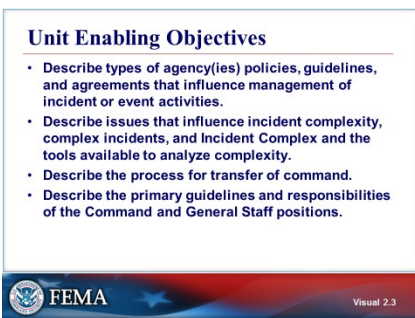 Unit Enabling Objectives
• Describe types of agency(ies) policies, guidelines,
and agreements that influence management of
incident or event activities.
• Describe issues that influence incident complexity,
complex incidents, and Incident Complex and the
tools available to analyze complexity.
• Describe the process for transfer of command.
• Describe the primary guidelines and responsibilities
of the Command and General Staff positions.
FEMA
Visual 2.3